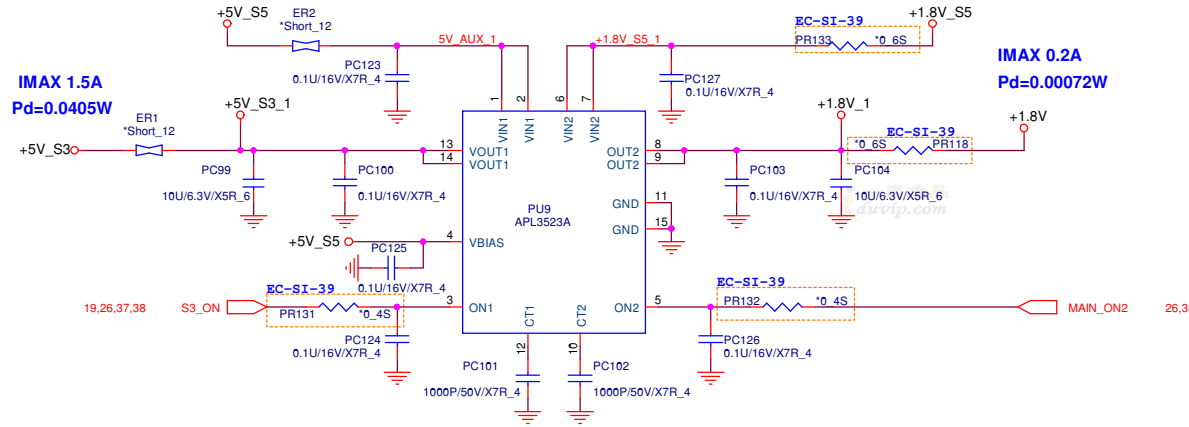 +5V_S5
ER2
*Short_12
5V_AUX_1
+1.8V_S5_1
EC-SI-39
PR133
*0_6S
+1.8V_S5
PC123
0.1U/16V/X7R_4
PC127
0.1U/16V/X7R_4
IMAX 1.5A
Pd=0.0405W
IMAX 0.2A
Pd=0.00072W
+5V_S3_1
ER1
*Short_12
+5V_S3
1
2
6
7
VIN1
VIN1
VIN2
VIN2
+1.8V_1
+1.8V
EC-SI-39
*0_6S
PR118
13
VOUT1
14
VOUT1
8
OUT2
9
OUT2
PC99
10U/6.3V/X5R_6
PC100
0.1U/16V/X7R_4
PC103
0.1U/16V/X7R_4
PC104
10U/6.3V/X5R_6
duvip.com
PU9
APL3523A
11
GND
15
GND
+5V_S5
4
VBIAS
PC125
0.1U/16V/X7R_4
EC-SI-39
19,26,37,38
S3_ON
PR131
*0_4S
3
ON1
5
ON2
EC-SI-39
PR132
*0_4S
MAIN_ON2
26,3
PC124
0.1U/16V/X7R_4
PC126
0.1U/16V/X7R_4
CT1
CT2
12
10
PC101
1000P/50V/X7R_4
PC102
1000P/50V/X7R_4